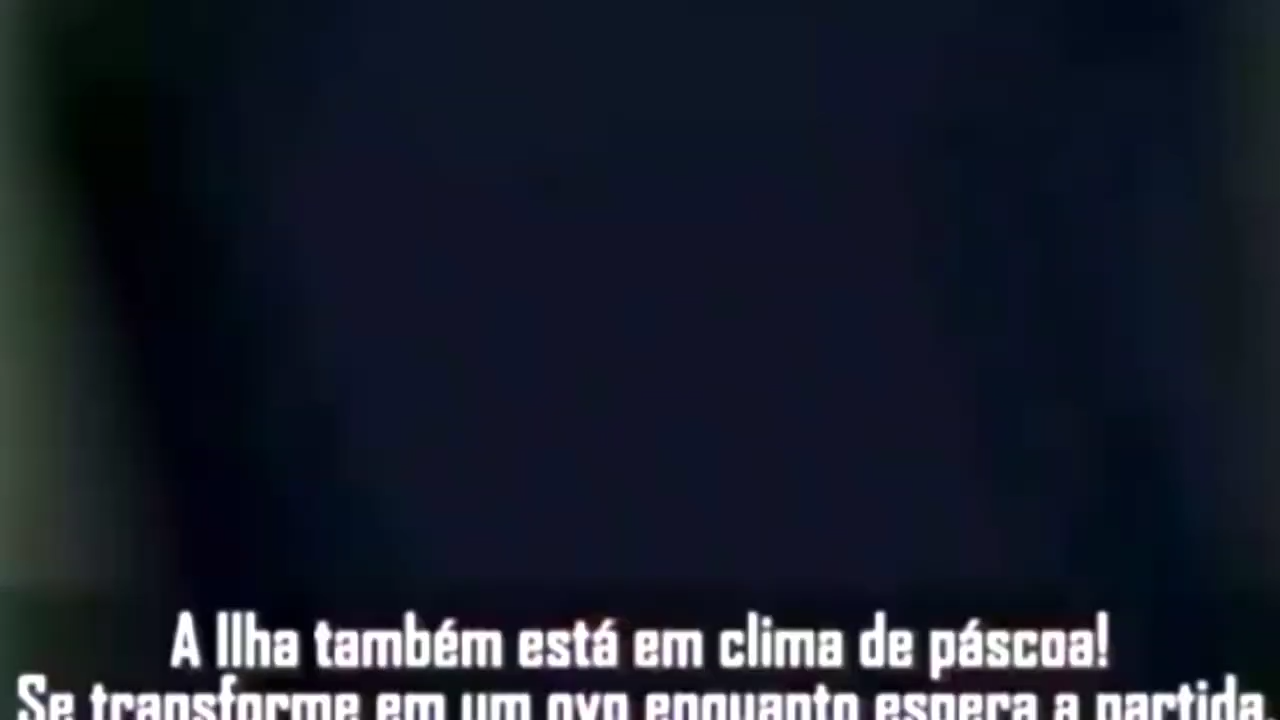 A Ilha também está em clima de páscoa!
Se transforme em um ovo enquanto espera a partida